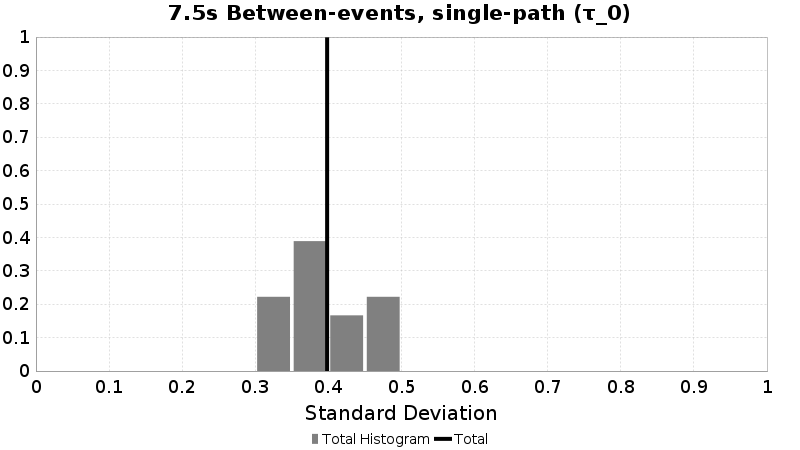 7.5s Between-events, single-path (τ_0)
1
0.9
0.8
0.7
0.6
0.5
0.4
0.3
0.2
0.1
0
0 0.1 0.2 0.3 0.4 0.5 0.6 0.7 0.8 0.9 1
Standard Deviation
Total Histogram Total